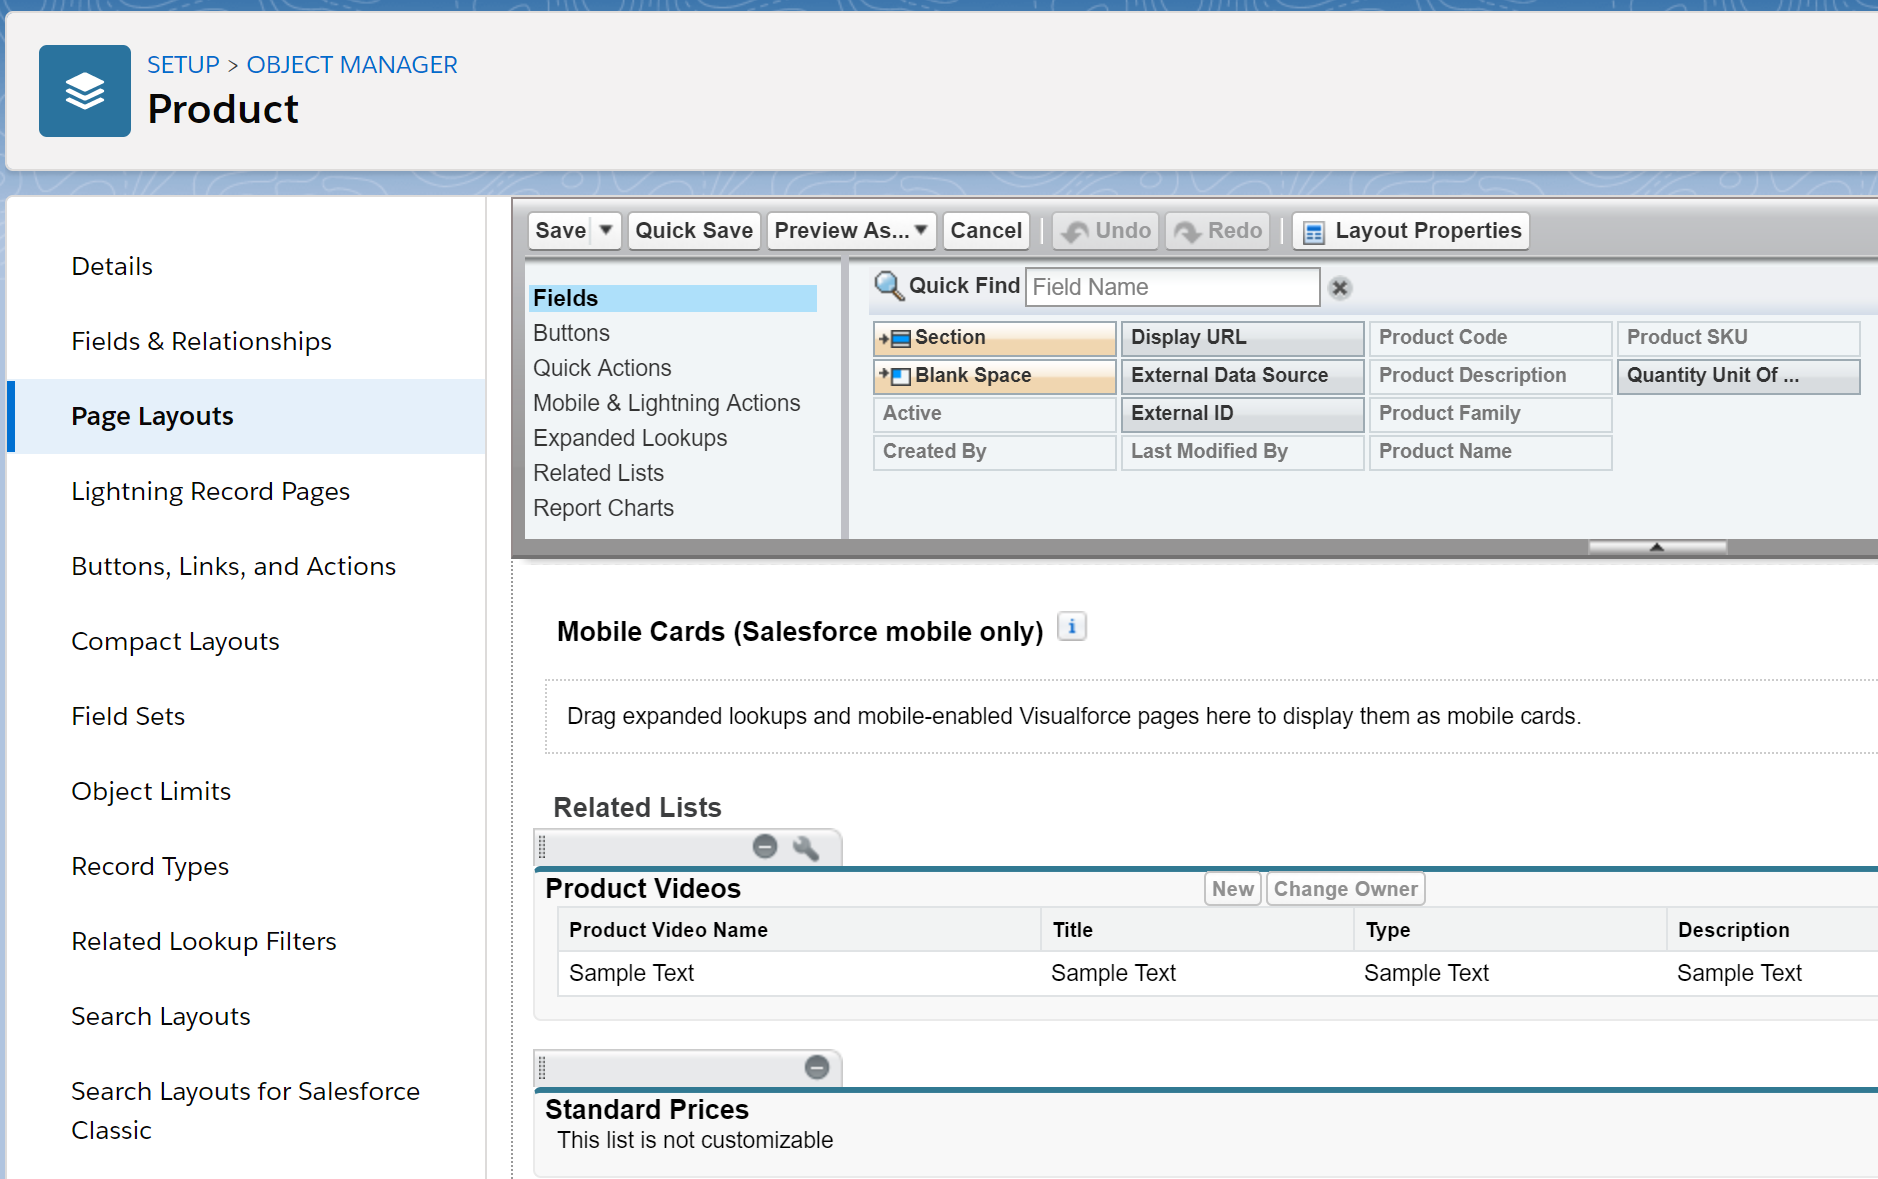 SETUP > OBJECT MANAGER
Product
Details
Fields & Relationships
Page Layouts
Lightning Record Pages
Buttons, Links, and Actions
Compact Layouts
Field Sets
Object Limits
Record Types
Related Lookup Filters
Search Layouts
Search Layouts for Salesforce
Classic
Save Quick Save Preview As... Cancel Undo Redo Layout Properties
Fields
Buttons
Quick Actions
Mobile & Lightning Actions
Expanded Lookups
Related Lists
Report Charts
Quick Find Field Name
Section Display URL Product Code Product SKU
Blank Space External Data Source Product Description Quantity Unit Of ...
Active External ID Product Family
Created By Last Modified By Product Name
Mobile Cards (Salesforce mobile only) i
Drag expanded lookups and mobile-enabled Visualforce pages here to display them as mobile cards.
Related Lists
Product Videos New Change Owner
Product Video Name Title Type Description
Sample Text Sample Text Sample Text Sample Text
Standard Prices
This list is not customizable